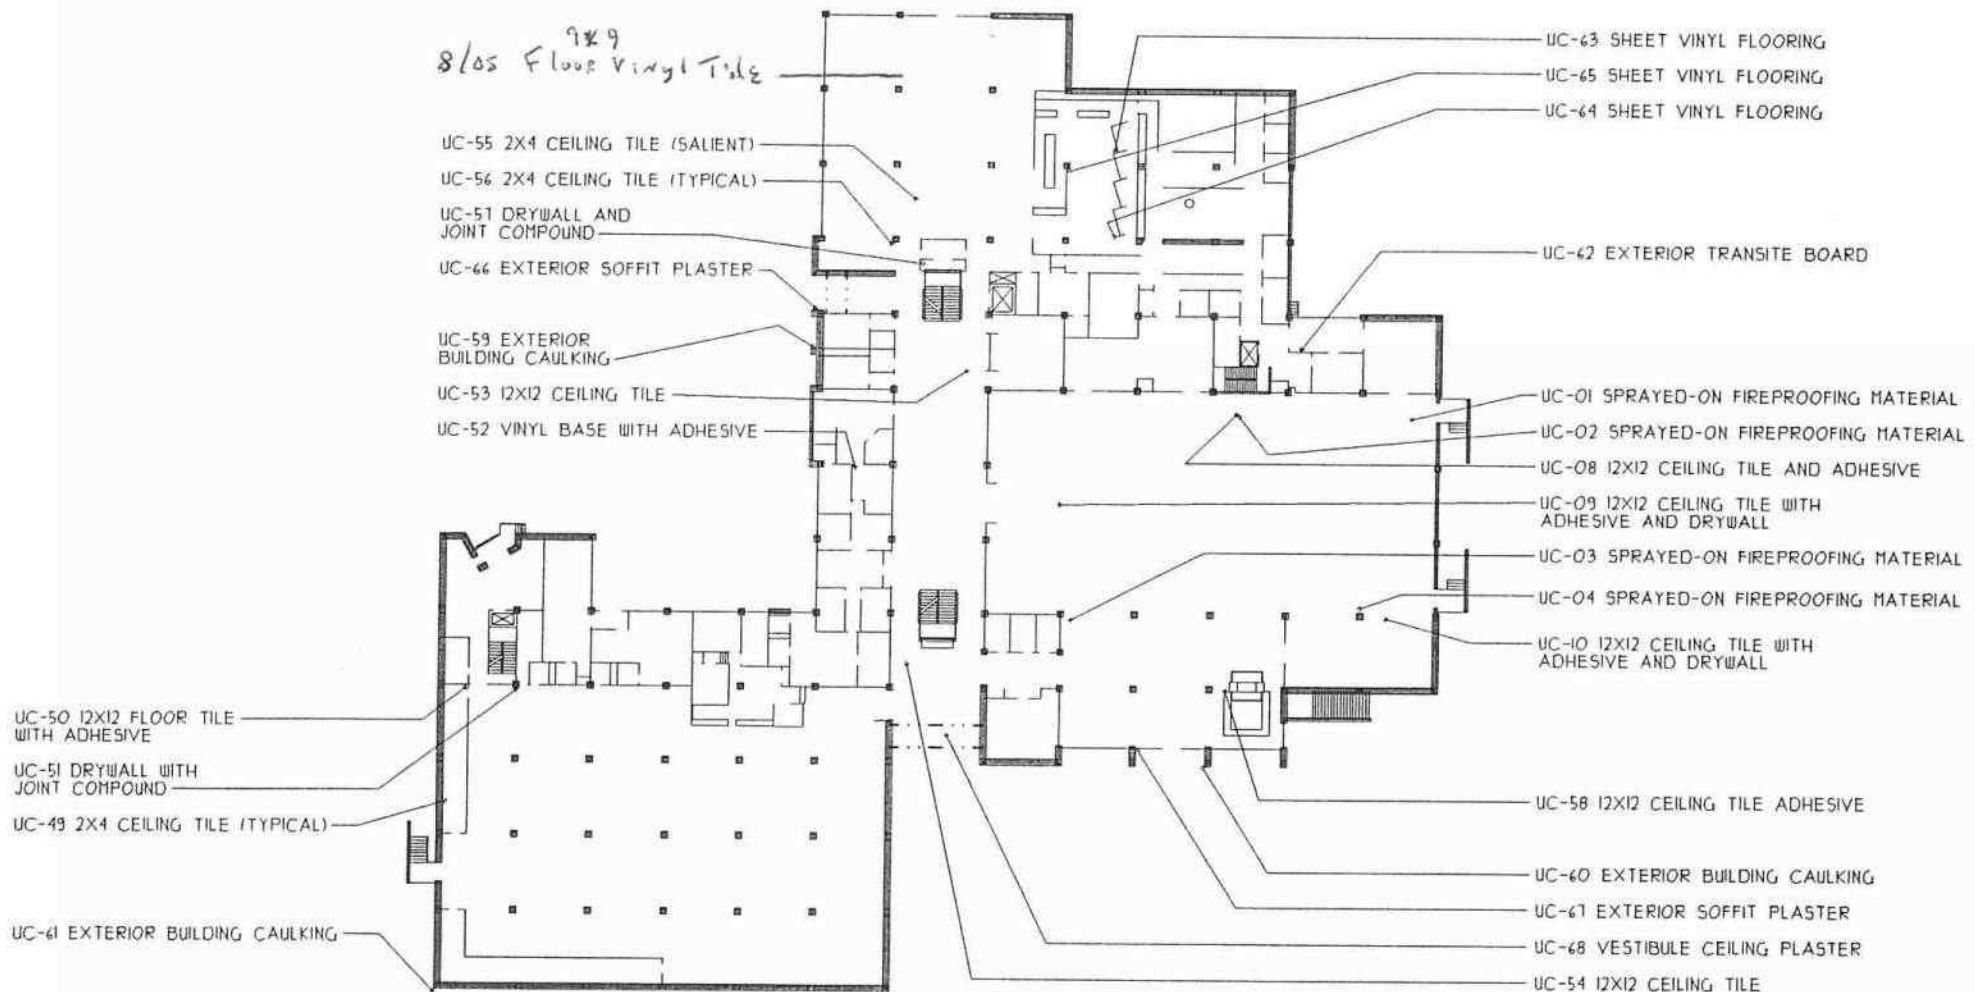 9x9
8/05 Floor Vinyl Tile
UC-55 2X4 CEILING TILE (SALIENT)
UC-56 2X4 CEILING TILE (TYPICAL)
UC-57 DRYWALL AND
JOINT COMPOUND
UC-66 EXTERIOR SOFFIT PLASTER
UC-59 EXTERIOR
BUILDING CAULKING
UC-53 12X12 CEILING TILE
UC-52 VINYL BASE WITH ADHESIVE
UC-50 12X12 FLOOR TILE
WITH ADHESIVE
UC-51 DRYWALL WITH
JOINT COMPOUND
UC-49 2X4 CEILING TILE (TYPICAL)
UC-61 EXTERIOR BUILDING CAULKING
UC-63 SHEET VINYL FLOORING
UC-65 SHEET VINYL FLOORING
UC-64 SHEET VINYL FLOORING
UC-62 EXTERIOR TRANSITE BOARD
UC-01 SPRAYED-ON FIREPROOFING MATERIAL
UC-02 SPRAYED-ON FIREPROOFING MATERIAL
UC-08 12X12 CEILING TILE AND ADHESIVE
UC-09 12X12 CEILING TILE WITH
ADHESIVE AND DRYWALL
UC-03 SPRAYED-ON FIREPROOFING MATERIAL
UC-04 SPRAYED-ON FIREPROOFING MATERIAL
UC-10 12X12 CEILING TILE WITH
ADHESIVE AND DRYWALL
UC-58 12X12 CEILING TILE ADHESIVE
UC-60 EXTERIOR BUILDING CAULKING
UC-67 EXTERIOR SOFFIT PLASTER
UC-68 VESTIBULE CEILING PLASTER
UC-54 12X12 CEILING TILE